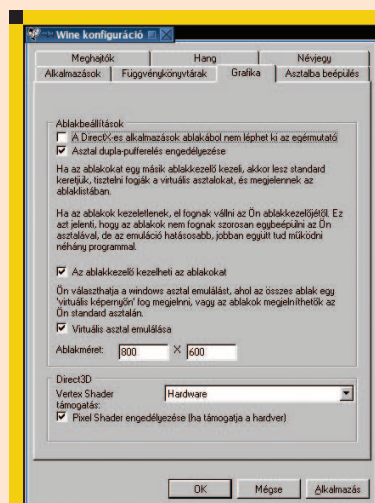 Wine konfiguráció
Meghajtók
Hang
Névjegy
Alkalmazások
Függvénykönyvtárak
Grafika
Asztalba beépülés
Ablakbeállítások
A DirectX-es alkalmazások ablakából nem léphet ki az egérmutató
Asztal dupla-pufferelés engedélyezése
Ha az ablakokat egy másik ablakkezelő kezeli, akkor lesz standard
keretjük, tisztelni fogják a virtuális asztalokat, és megjelennek az
ablaklistában.
Ha az ablakok kezeletlenek, el fognak vállni az Ön ablakkezelőjétől. Ez
azt jelenti, hogy az ablakok nem fognak szorosan egybeépülni az Ön
asztalával, de az emuláció hatásosabb, jobban együtt tud működni
néhány programmal.
Az ablakkezelő kezelheti az ablakokat
Ön választhatja a windows asztal emulálást, ahol az összes ablak egy
'virtuális képernyőn' fog megjelnni, vagy az ablakok megjelníthetők az
Ön standard asztalán.
Virtuális asztal emulálása
Ablakméret: 800 X 600
Direct3D
Vertex Shader
támogatás:
Hardware
Pixel Shader engedélyezése (ha támogatja a hardver)
OK
Mégse
Alkalmazás